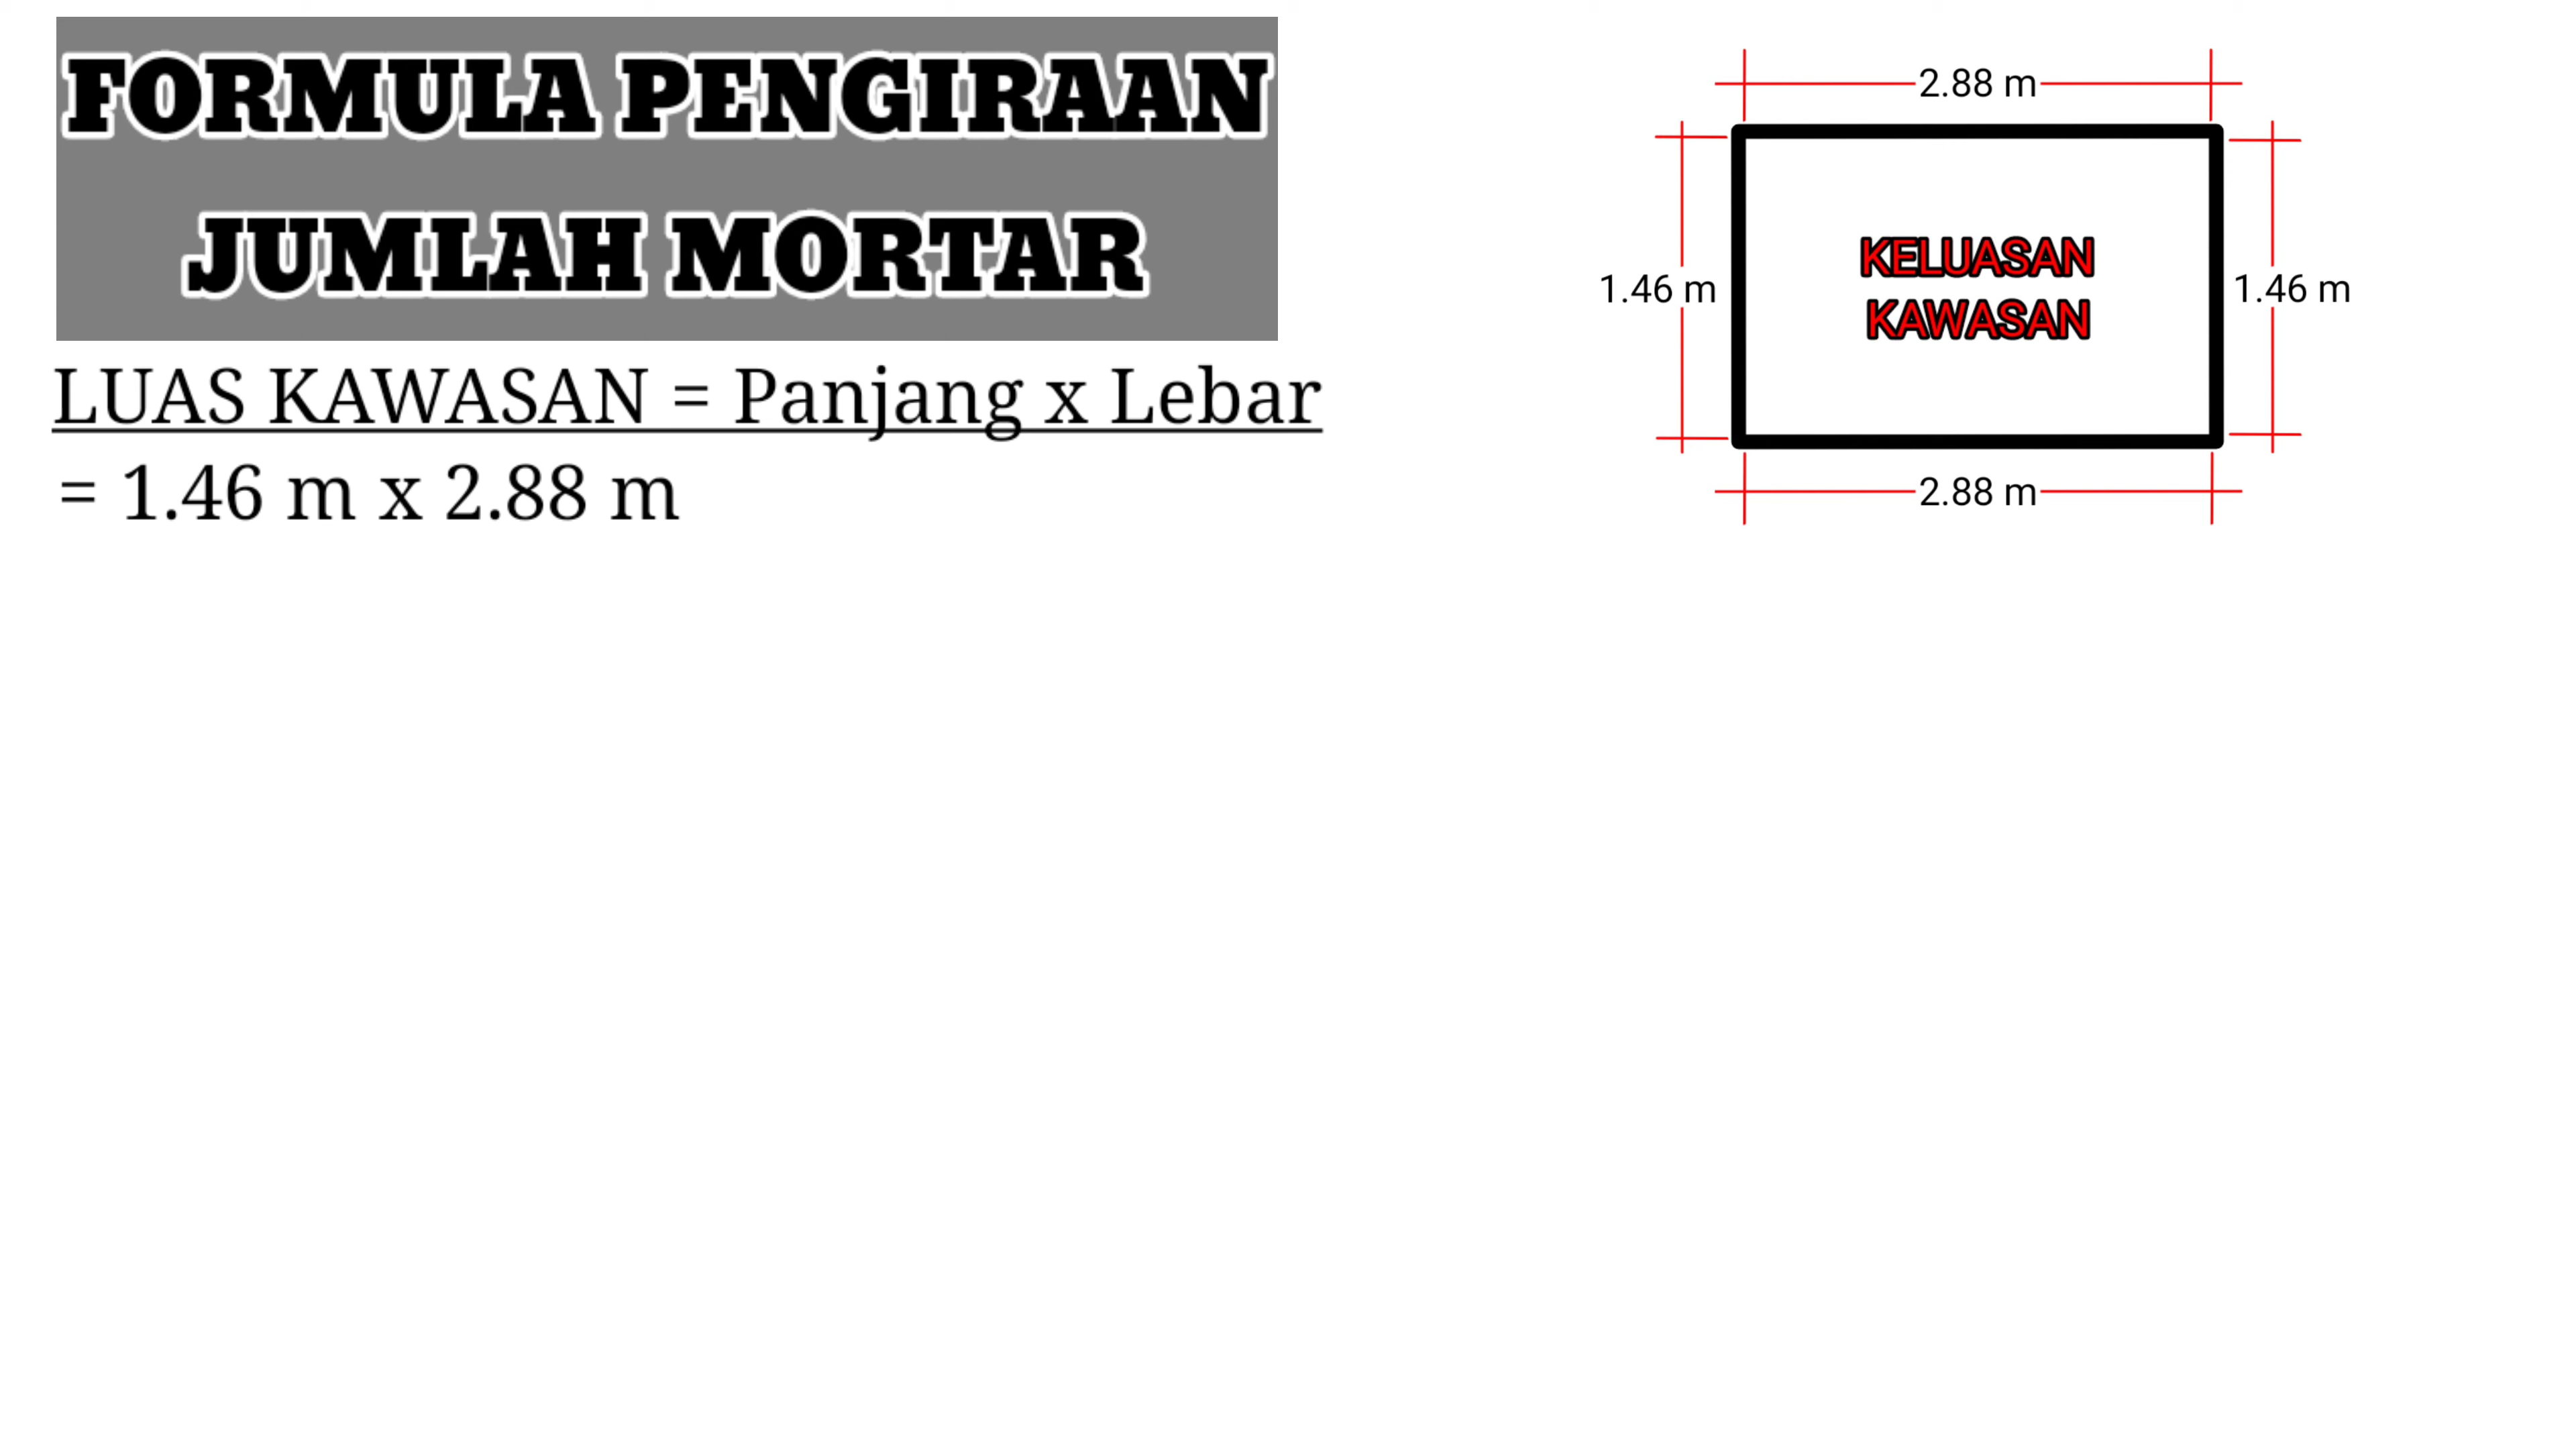 FORMULA PENGIRAAN
JUMLAH MORTAR
LUAS KAWASAN = Panjang x Lebar
= 1.46 m x 2.88 m
2.88 m
1.46 m
KELUASAN
KAWASAN
1.46 m
2.88 m